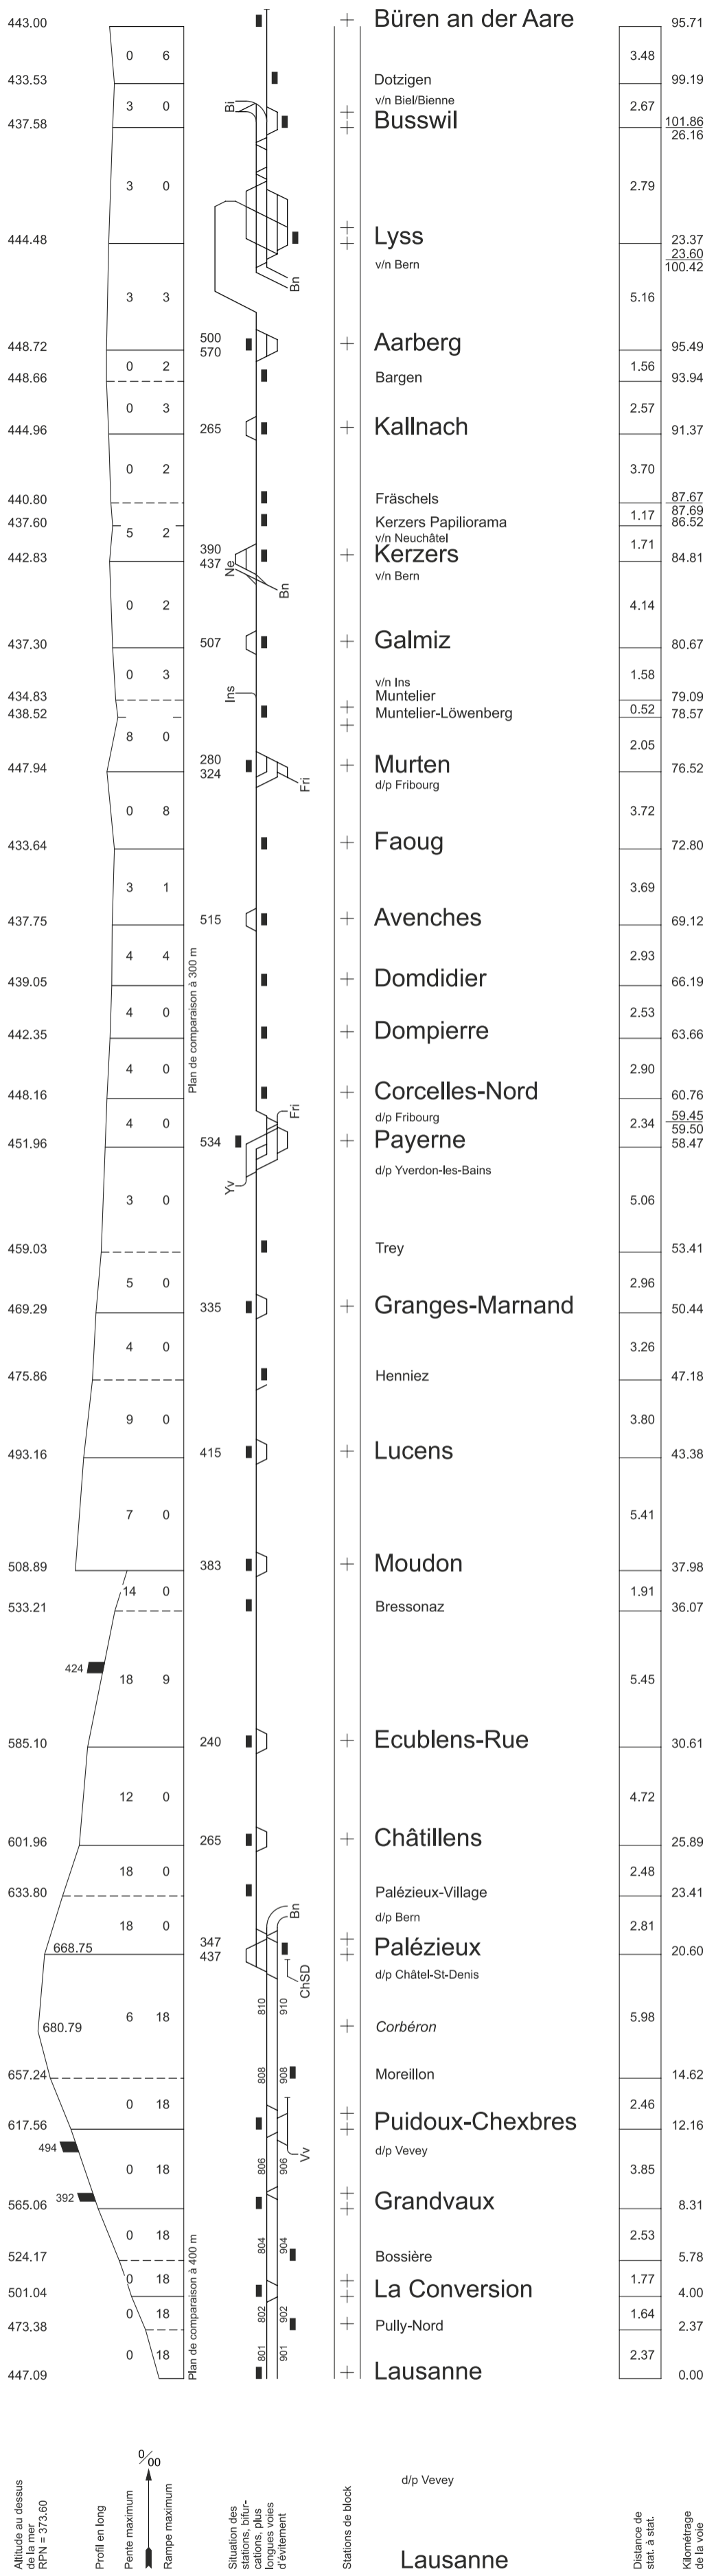 443.00 + Büren an der Aare 95.71
0 6 3.48
433.53 Dotzigen 99.19
3 0 Bi v/n Biel/Bienne 2.67
437.58 + + Busswil 101.86
26.16
3 0 2.79
444.48 + + Lyss 23.37
23.60
v/n Bern 100.42
Bn
3 3 5.16
448.72 500 570 + Aarberg 95.49
0 2 1.56
448.66 Bargen 93.94
0 3 2.57
444.96 265 + Kallnach 91.37
0 2 3.70
440.80 Fräschels 87.67
87.69
1.17
437.60 Kerzers Papiliorama 86.52
5 2 v/n Neuchâtel 1.71
442.83 390 437 Ne + Kerzers 84.81
v/n Bern
Bn
0 2 4.14
437.30 507 + Galmiz 80.67
0 3 1.58
v/n Ins
434.83 Ins Muntelier 79.09
438.52 + + Muntelier-Löwenberg 0.52 78.57
8 0 2.05
447.94 280 324 + Murten 76.52
Fri d/p Fribourg
0 8 3.72
433.64 + Faoug 72.80
3 1 3.69
437.75 515 + Avenches 69.12
4 4 2.93
439.05 + Domdidier 66.19
4 0 2.53
442.35 + Dompierre 63.66
Plan de comparaison à 300 m
4 0 2.90
448.16 + Corcelles-Nord 60.76
Fri d/p Fribourg 59.45
4 0 2.34 59.50
451.96 534 + Payerne 58.47
Yv d/p Yverdon-les-Bains
3 0 5.06
459.03 Trey 53.41
5 0 2.96
469.29 335 + Granges-Marnand 50.44
4 0 3.26
475.86 Henniez 47.18
9 0 3.80
493.16 415 + Lucens 43.38
7 0 5.41
508.89 383 + Moudon 37.98
14 0 1.91
533.21 Bressonaz 36.07
424
18 9 5.45
585.10 240 + Ecublens-Rue 30.61
12 0 4.72
601.96 265 + Châtillens 25.89
18 0 2.48
633.80 Palézieux-Village 23.41
Bn d/p Bern
18 0 2.81
668.75 347 437 + + Palézieux 20.60
ChSD d/p Châtel-St-Denis
810 910
6 18 5.98
680.79 + Corbéron
657.24 808 908 Moreillon 14.62
0 18 2.46
617.56 + + Puidoux-Chexbres 12.16
494 Vv d/p Vevey
0 18 806 906 3.85
392
565.06 + + Grandvaux 8.31
0 18 804 904 2.53
524.17 Bossière 5.78
0 18 1.77
501.04 + + La Conversion 4.00
0 18 802 902 1.64
473.38 + Pully-Nord 2.37
Plan de comparaison à 400 m
0 18 801 901 2.37
447.09 + Lausanne 0.00
0/00
d/p Vevey
Lausanne
Altitude au dessus
de la mer
RPN = 373.60
Profil en long
Pente maximum
Rampe maximum
Situation des
stations, bifur-
cations, plus
longues voies
d'évitement
Stations de block
Distance de
stat. à stat.
Kilométrage
de la voie